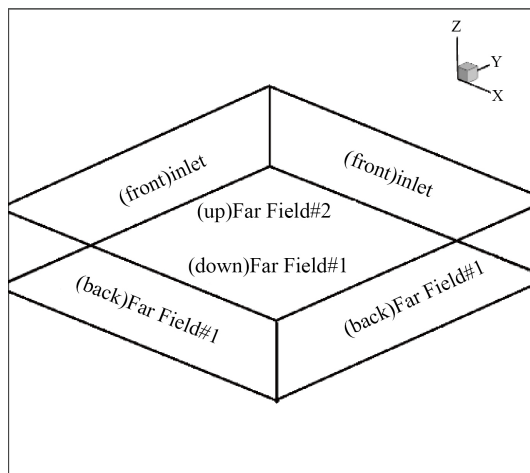 Z
Y
X
(front)inlet
(front)inlet
(up)Far Field#2
(down)Far Field#1
(back)Far Field#1
(back)Far Field#1